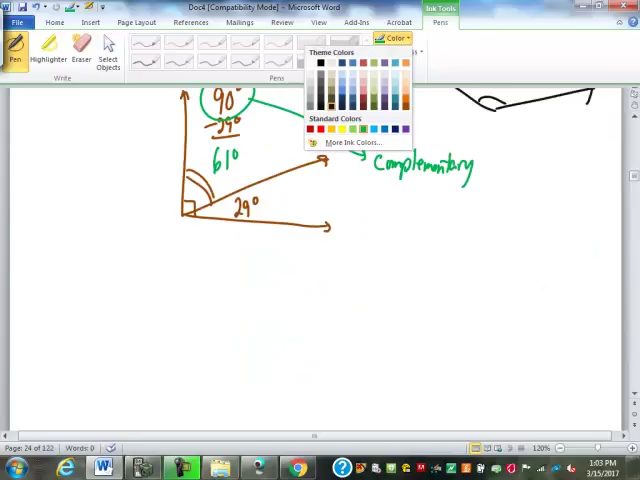 Doc4 [Compatibility Mode] - Microsoft Word
Ink Tools
File
Home
Insert
Page Layout
References
Mailings
Review
View
Add-Ins
Acrobat
Pens
Pen
Highlighter
Eraser
Select
Objects
Write
Pens
Color
Theme Colors
Standard Colors
More Ink Colors...
90°
-29°
61°
Complementary
29°
Page: 24 of 122
Words: 0
120%
1:03 PM
3/15/2017